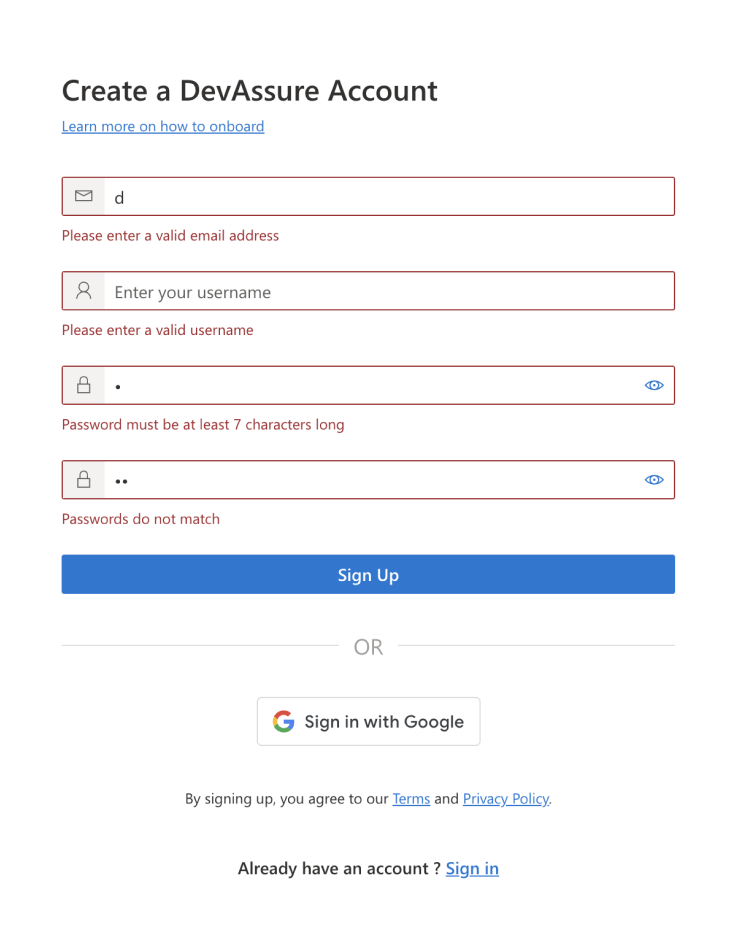 Create a DevAssure Account
Learn more on how to onboard
d
Please enter a valid email address
Enter your username
Please enter a valid username
•
Password must be at least 7 characters long
••
Passwords do not match
Sign Up
OR
Sign in with Google
By signing up, you agree to our Terms and Privacy Policy.
Already have an account ? Sign in